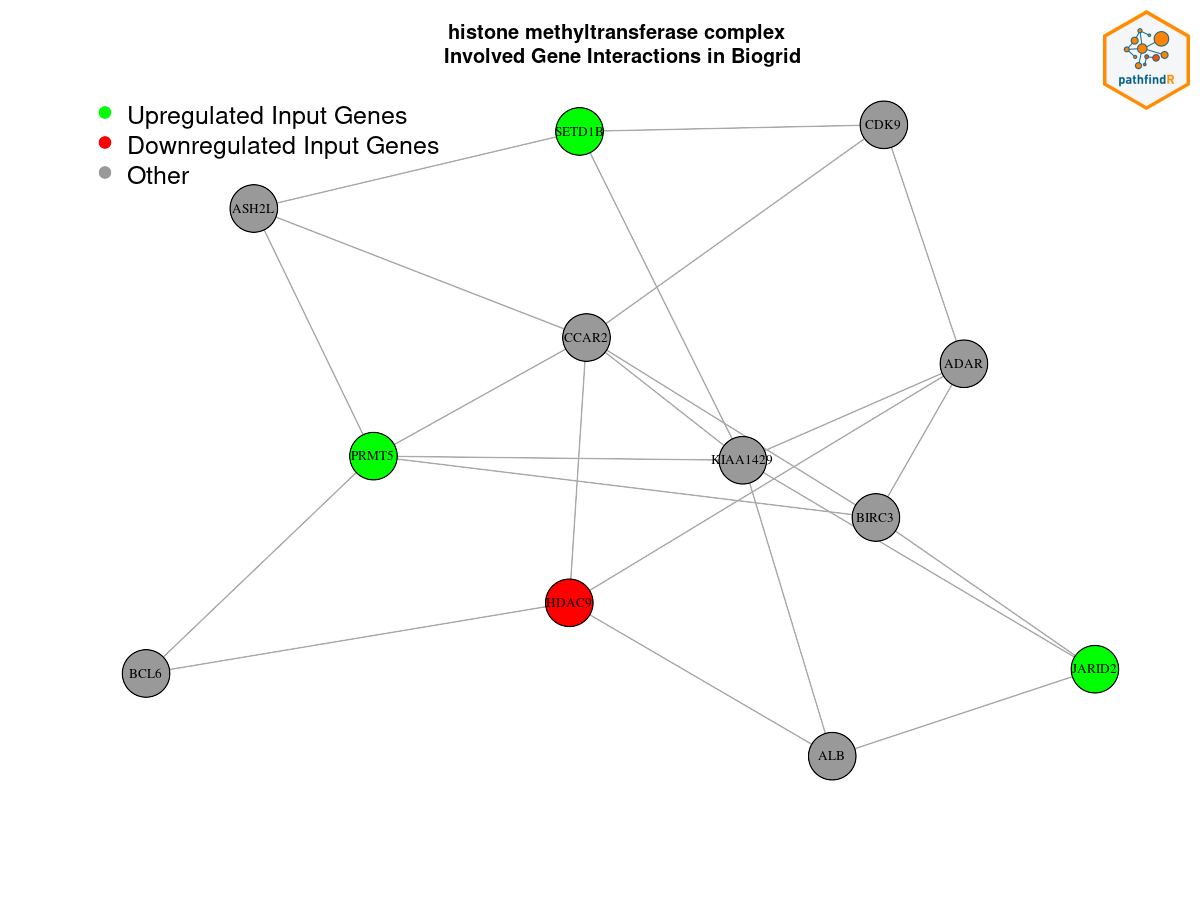 histone methyltransferase complex
Involved Gene Interactions in Biogrid
pathfindR
Upregulated Input Genes
Downregulated Input Genes
Other
SETD1B
CDK9
ASH2L
CCAR2
ADAR
PRMT5
KIAA1429
BIRC3
HDAC9
BCL6
JARID2
ALB